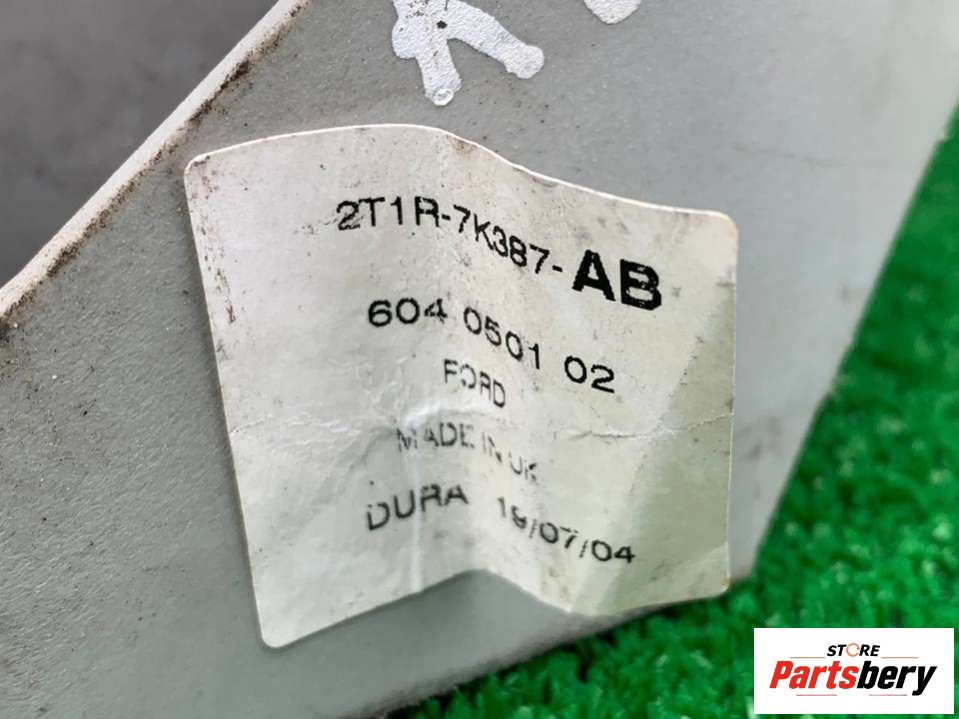 2T1R-7K387-AB
604 0501 02
FORD
MADE IN UK
DURA 19/07/04
STORE
Partsbery